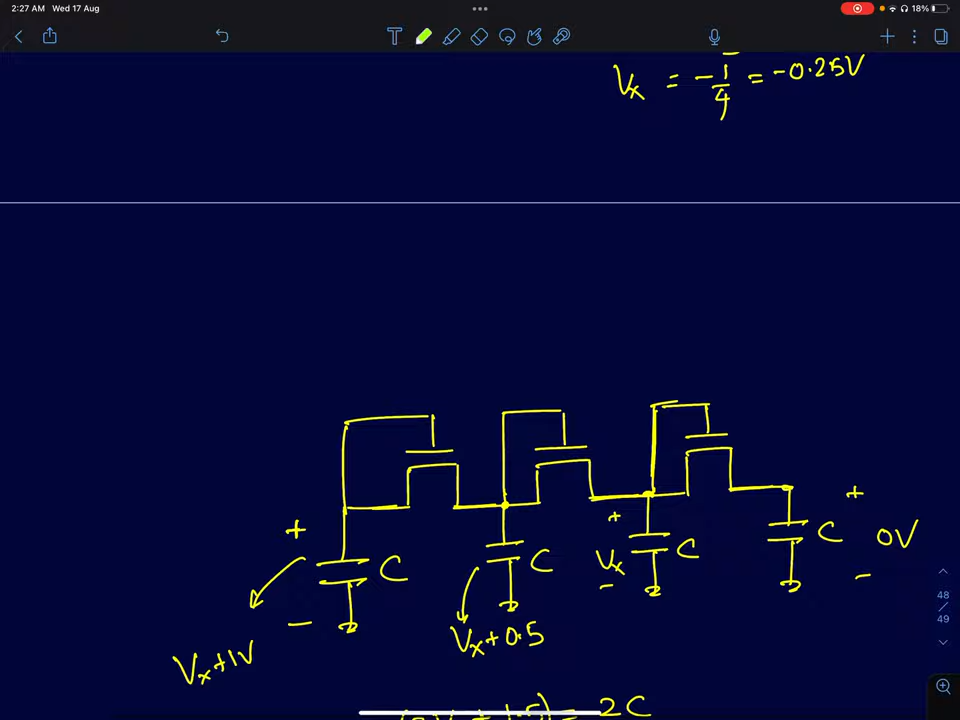 2:27 AM Wed 17 Aug
18%
T
Vx = -1/4 = -0.25V
+ C -
C
+ Vx - C
C + 0V -
Vx+1V
Vx+0.5
48
/
49
2C